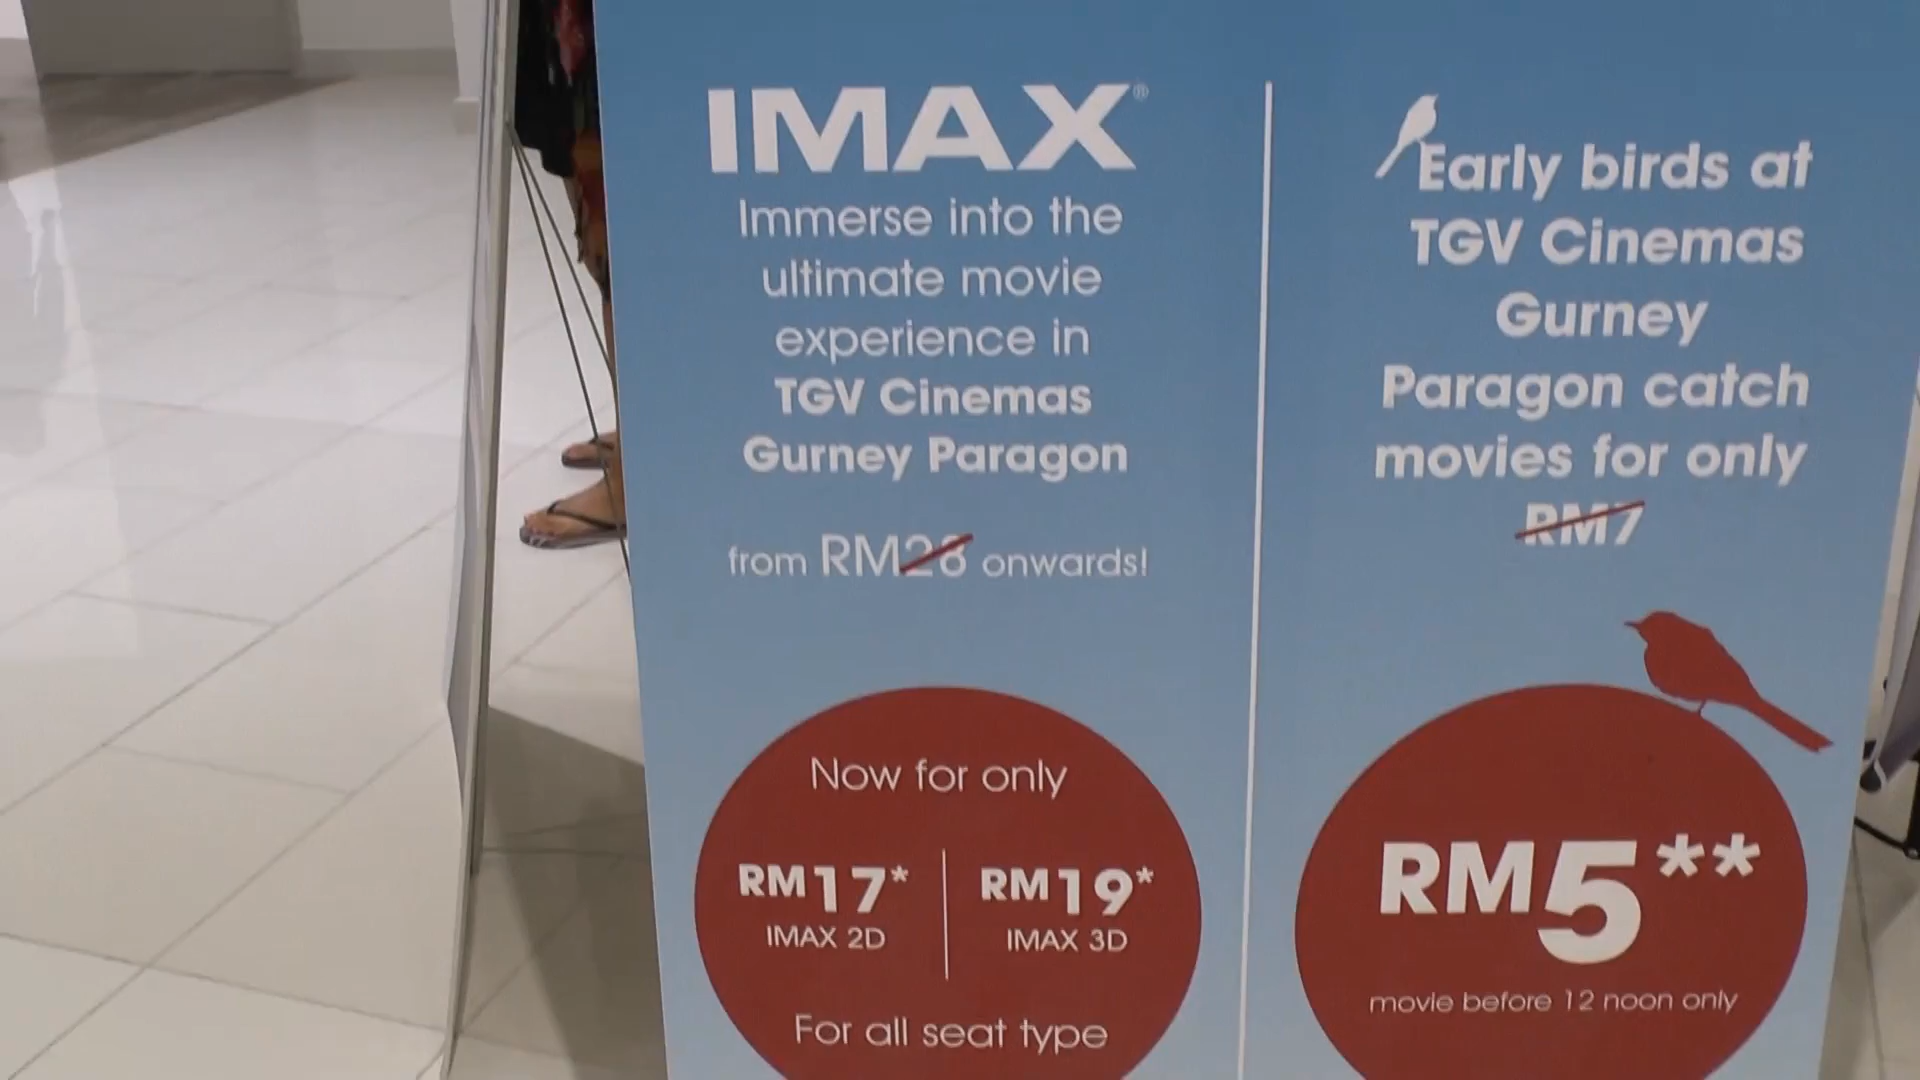 IMAX®
Immerse into the
ultimate movie
experience in
TGV Cinemas
Gurney Paragon
from RM28 onwards!
Now for only
RM17*
IMAX 2D
RM19*
IMAX 3D
For all seat type
Early birds at
TGV Cinemas
Gurney
Paragon catch
movies for only
RM7
RM5**
movie before 12 noon only